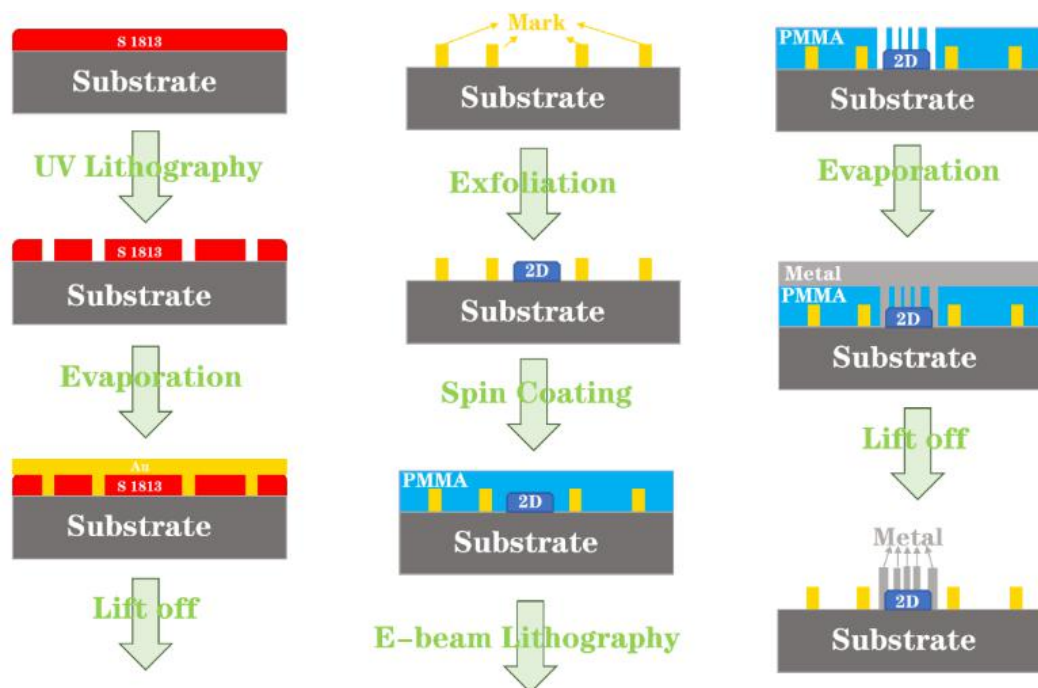 S 1813
Substrate
UV Lithography
S 1813
Substrate
Evaporation
Au
S 1813
Substrate
Lift off
Mark
Substrate
Exfoliation
2D
Substrate
Spin Coating
PMMA
2D
Substrate
E-beam Lithography
PMMA
2D
Substrate
Evaporation
Metal
PMMA
2D
Substrate
Lift off
Metal
2D
Substrate